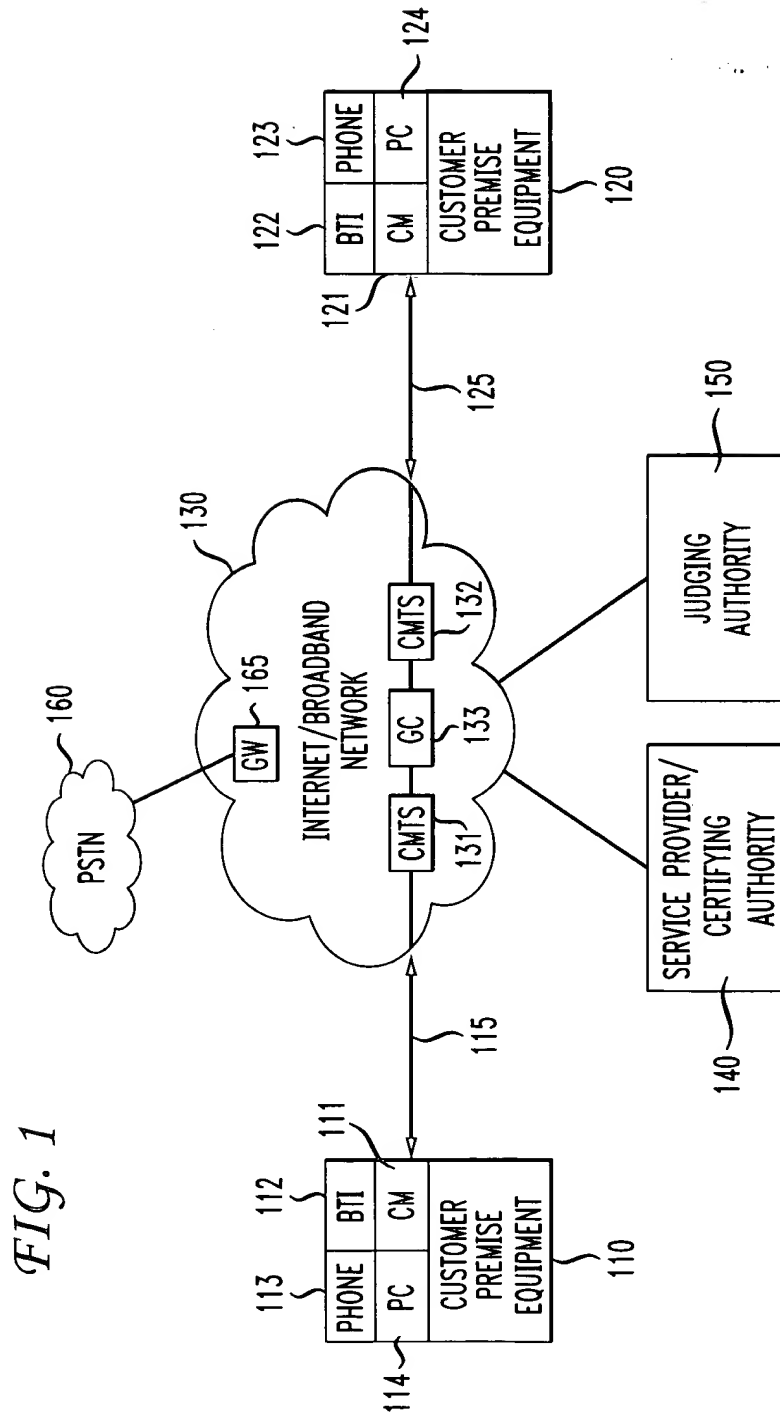 FIG. 1
160
PSTN
130
GW
165
INTERNET/BROADBAND
NETWORK
CMTS
131
GC
133
CMTS
132
113
112
PHONE
BTI
111
PC
CM
114
CUSTOMER
PREMISE
EQUIPMENT
110
115
122
123
BTI
PHONE
124
CM
PC
121
CUSTOMER
PREMISE
EQUIPMENT
120
125
SERVICE PROVIDER/
CERTIFYING
AUTHORITY
140
150
JUDGING
AUTHORITY